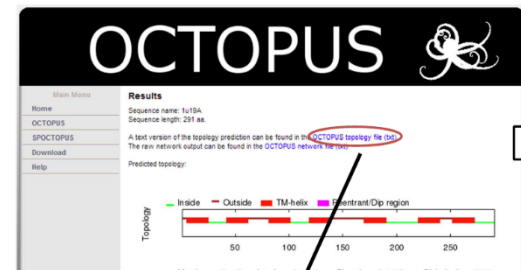 OCTOPUS
Main Menu
Home
OCTOPUS
SPOCTOPUS
Download
Help
Results
Sequence name: 1u19A
Sequence length: 291 aa.
A text version of the topology prediction can be found in the OCTOPUS topology file (txt)
The raw network output can be found in the OCTOPUS network file (txt)
Predicted topology:
Inside Outside TM-helix Reentrant/Dip region
Topology
50 100 150 200 250